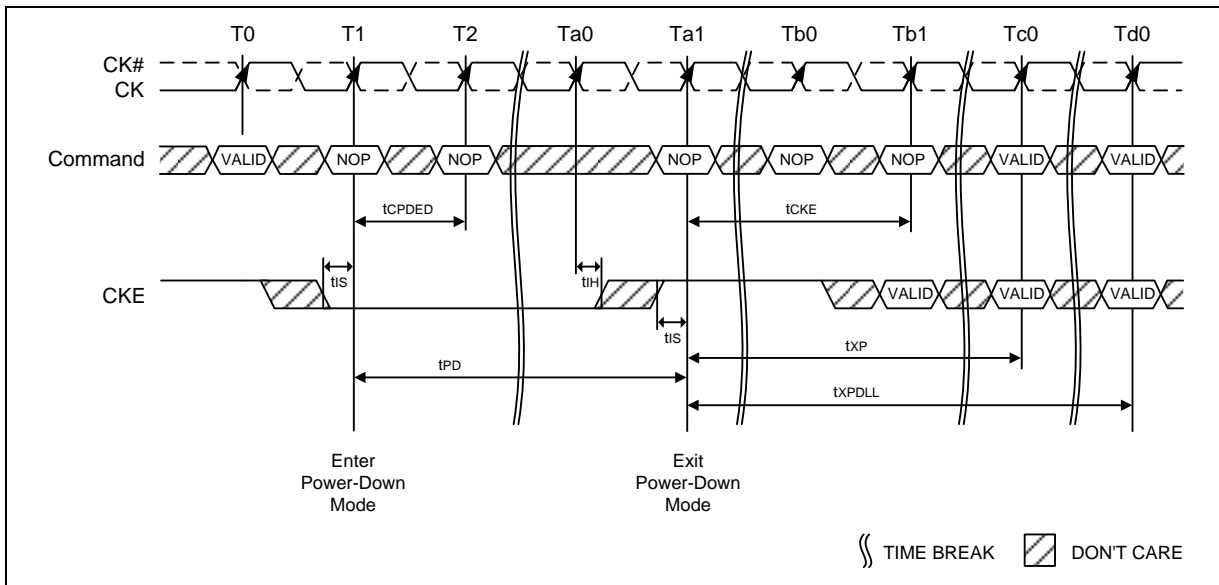 T0 T1 T2 Ta0 Ta1 Tb0 Tb1 Tc0 Td0
CK#
CK
Command VALID NOP NOP NOP NOP NOP VALID VALID
tCPDED tCKE
tIS tIH
CKE VALID VALID VALID
tIS
tXP
tPD
tXPDLL
Enter
Power-Down
Mode
Exit
Power-Down
Mode
TIME BREAK DON'T CARE